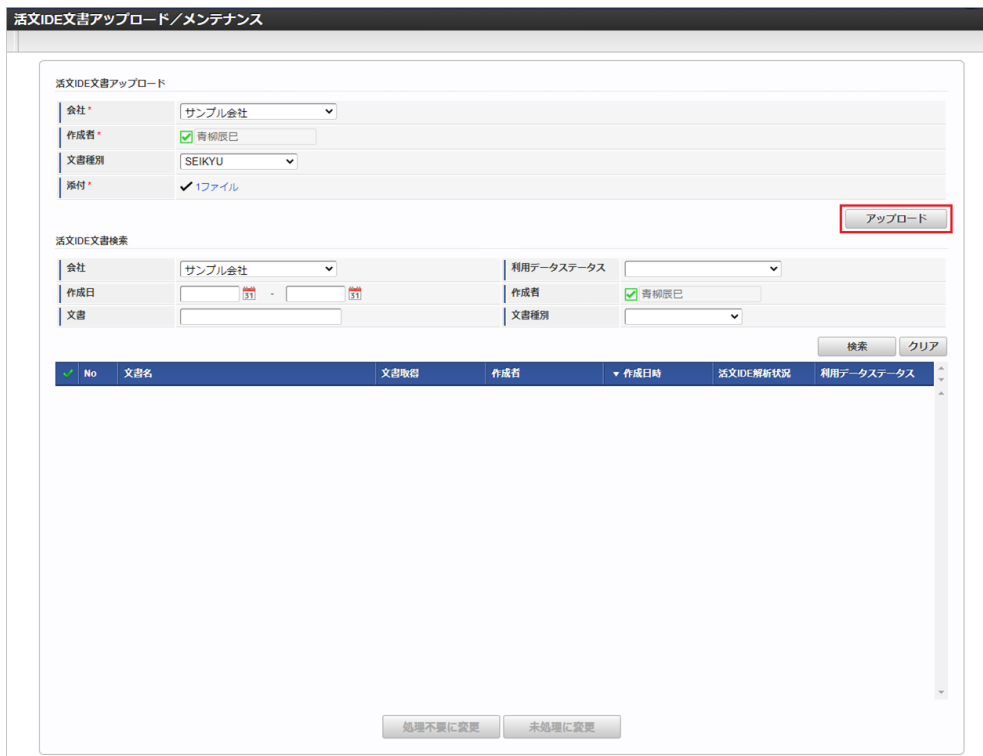 活文IDE文書アップロード／メンテナンス
活文IDE文書アップロード
会社*
サンプル会社
作成者*
青柳辰巳
文書種別
SEIKYU
添付*
1ファイル
アップロード
活文IDE文書検索
会社
サンプル会社
利用データステータス
作成日
31 - 31
作成者
青柳辰巳
文書
文書種別
検索 クリア
No 文書名 文書取得 作成者 ▼ 作成日時 活文IDE解析状況 利用データステータス
処理不要に変更 未処理に変更